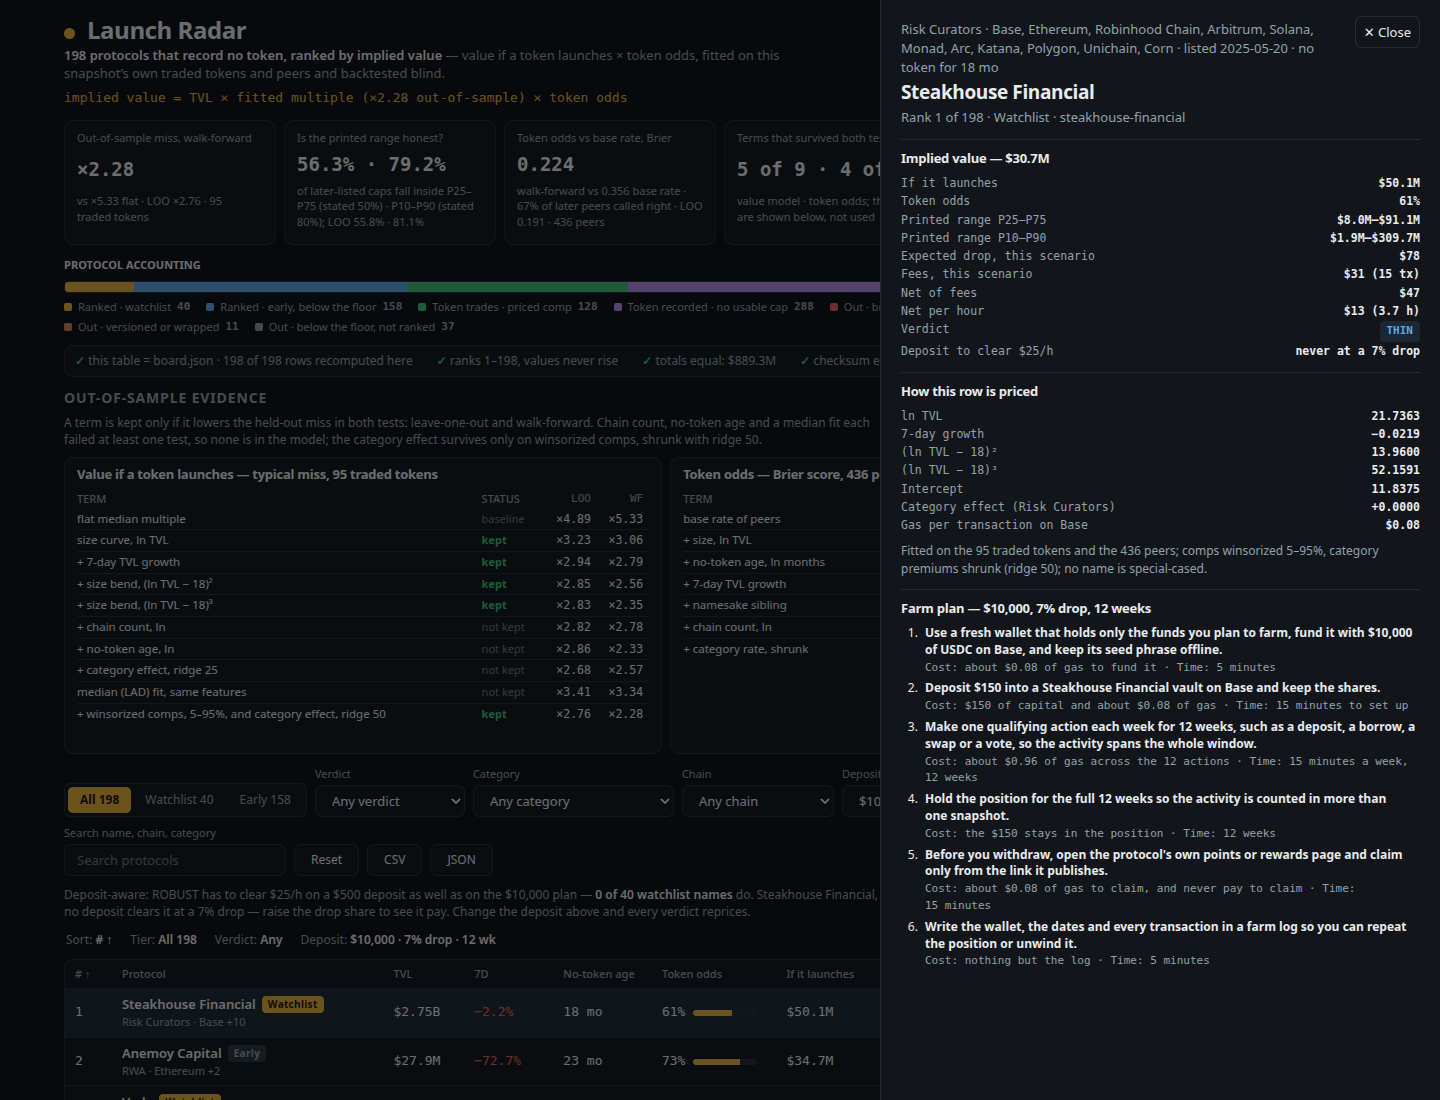 Launch Radar
198 protocols that record no token, ranked by implied value — value if a token launches × token odds, fitted on this
snapshot's own traded tokens and peers and backtested blind.
implied value = TVL × fitted multiple (×2.28 out-of-sample) × token odds
Out-of-sample miss, walk-forward
×2.28
vs ×5.33 flat · LOO ×2.76 · 95
traded tokens
Is the printed range honest?
56.3% · 79.2%
of later-listed caps fall inside P25–
P75 (stated 50%) · P10–P90 (stated
80%); LOO 55.8% · 81.1%
Token odds vs base rate, Brier
0.224
walk-forward vs 0.356 base rate ·
67% of later peers called right · LOO
0.191 · 436 peers
Terms that survived both te
5 of 9 · 4 of
value model · token odds; th
are shown below, not used
PROTOCOL ACCOUNTING
Ranked · watchlist 40
Ranked · early, below the floor 158
Token trades · priced comp 128
Token recorded · no usable cap 288
Out · br
Out · versioned or wrapped 11
Out · below the floor, not ranked 37
✓ this table = board.json · 198 of 198 rows recomputed here
✓ ranks 1–198, values never rise
✓ totals equal: $889.3M
✓ checksum e
OUT-OF-SAMPLE EVIDENCE
A term is kept only if it lowers the held-out miss in both tests: leave-one-out and walk-forward. Chain count, no-token age and a median fit each
failed at least one test, so none is in the model; the category effect survives only on winsorized comps, shrunk with ridge 50.
Value if a token launches — typical miss, 95 traded tokens
TERM STATUS LOO WF
flat median multiple baseline ×4.89 ×5.33
size curve, ln TVL kept ×3.23 ×3.06
+ 7-day TVL growth kept ×2.94 ×2.79
+ size bend, (ln TVL − 18)² kept ×2.85 ×2.56
+ size bend, (ln TVL − 18)³ kept ×2.83 ×2.35
+ chain count, ln not kept ×2.82 ×2.78
+ no-token age, ln not kept ×2.86 ×2.33
+ category effect, ridge 25 not kept ×2.68 ×2.57
median (LAD) fit, same features not kept ×3.41 ×3.34
+ winsorized comps, 5–95%, and category effect, ridge 50 kept ×2.76 ×2.28
Token odds — Brier score, 436 p
TERM
base rate of peers
+ size, ln TVL
+ no-token age, ln months
+ 7-day TVL growth
+ namesake sibling
+ chain count, ln
+ category rate, shrunk
All 198 Watchlist 40 Early 158
Verdict
Any verdict
Category
Any category
Chain
Any chain
Deposit
$10
Search name, chain, category
Search protocols
Reset
CSV
JSON
Deposit-aware: ROBUST has to clear $25/h on a $500 deposit as well as on the $10,000 plan — 0 of 40 watchlist names do. Steakhouse Financial,
no deposit clears it at a 7% drop — raise the drop share to see it pay. Change the deposit above and every verdict reprices.
Sort: # ↑ Tier: All 198 Verdict: Any Deposit: $10,000 · 7% drop · 12 wk
# ↑ Protocol TVL 7D No-token age Token odds If it launches
1 Steakhouse Financial Watchlist $2.75B −2.2% 18 mo 61% $50.1M
Risk Curators · Base +10
2 Anemoy Capital Early $27.9M −72.7% 23 mo 73% $34.7M
RWA · Ethereum +2
Risk Curators · Base, Ethereum, Robinhood Chain, Arbitrum, Solana,
Monad, Arc, Katana, Polygon, Unichain, Corn · listed 2025-05-20 · no
token for 18 mo
✕ Close
Steakhouse Financial
Rank 1 of 198 · Watchlist · steakhouse-financial
Implied value — $30.7M
If it launches $50.1M
Token odds 61%
Printed range P25–P75 $8.0M–$91.1M
Printed range P10–P90 $1.9M–$309.7M
Expected drop, this scenario $78
Fees, this scenario $31 (15 tx)
Net of fees $47
Net per hour $13 (3.7 h)
Verdict THIN
Deposit to clear $25/h never at a 7% drop
How this row is priced
ln TVL 21.7363
7-day growth −0.0219
(ln TVL − 18)² 13.9600
(ln TVL − 18)³ 52.1591
Intercept 11.8375
Category effect (Risk Curators) +0.0000
Gas per transaction on Base $0.08
Fitted on the 95 traded tokens and the 436 peers; comps winsorized 5–95%, category
premiums shrunk (ridge 50); no name is special-cased.
Farm plan — $10,000, 7% drop, 12 weeks
1. Use a fresh wallet that holds only the funds you plan to farm, fund it with $10,000
of USDC on Base, and keep its seed phrase offline.
Cost: about $0.08 of gas to fund it · Time: 5 minutes
2. Deposit $150 into a Steakhouse Financial vault on Base and keep the shares.
Cost: $150 of capital and about $0.08 of gas · Time: 15 minutes to set up
3. Make one qualifying action each week for 12 weeks, such as a deposit, a borrow, a
swap or a vote, so the activity spans the whole window.
Cost: about $0.96 of gas across the 12 actions · Time: 15 minutes a week,
12 weeks
4. Hold the position for the full 12 weeks so the activity is counted in more than
one snapshot.
Cost: the $150 stays in the position · Time: 12 weeks
5. Before you withdraw, open the protocol's own points or rewards page and claim
only from the link it publishes.
Cost: about $0.08 of gas to claim, and never pay to claim · Time:
15 minutes
6. Write the wallet, the dates and every transaction in a farm log so you can repeat
the position or unwind it.
Cost: nothing but the log · Time: 5 minutes